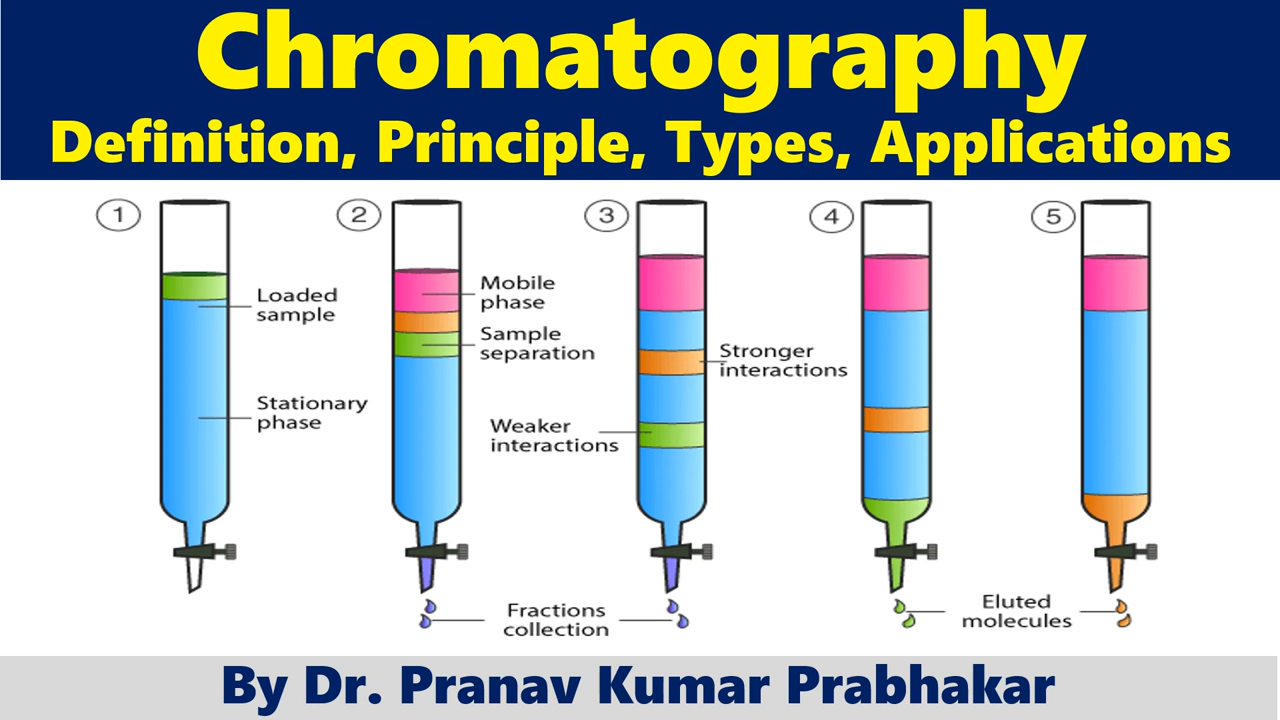 Chromatography
Definition, Principle, Types, Applications
1
2
3
4
5
Loaded
sample
Stationary
phase
Mobile
phase
Sample
separation
Weaker
interactions
Stronger
interactions
Fractions
collection
Eluted
molecules
By Dr. Pranav Kumar Prabhakar